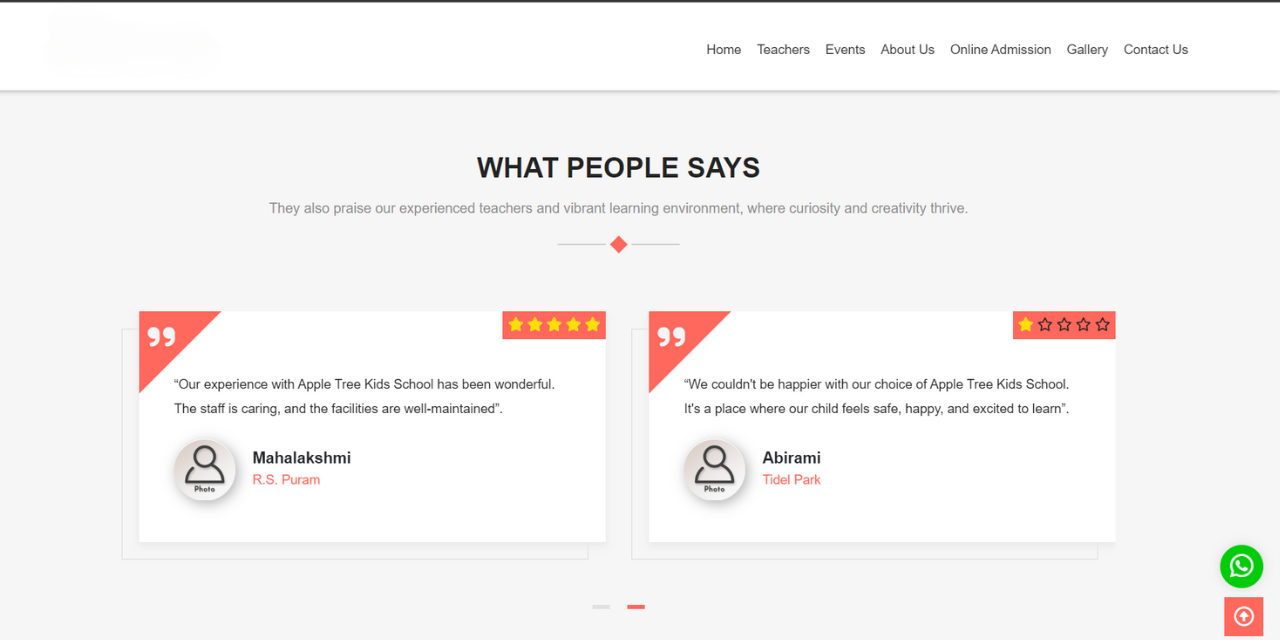 Home Teachers Events About Us Online Admission Gallery Contact Us
WHAT PEOPLE SAYS
They also praise our experienced teachers and vibrant learning environment, where curiosity and creativity thrive.
“Our experience with Apple Tree Kids School has been wonderful.
The staff is caring, and the facilities are well-maintained”.
Photo
Mahalakshmi
R.S. Puram
“We couldn't be happier with our choice of Apple Tree Kids School.
It's a place where our child feels safe, happy, and excited to learn”.
Photo
Abirami
Tidel Park